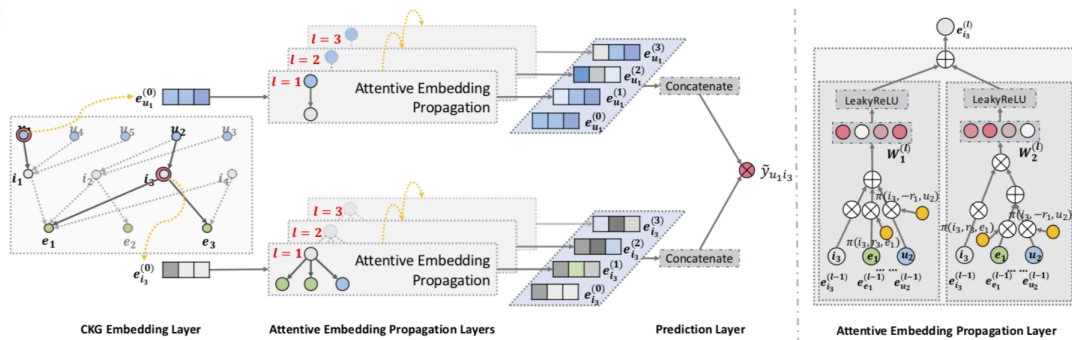 l = 3
l = 2
l = 1
Attentive Embedding
Propagation
e_{u_1}^{(0)}
e_{u_1}^{(3)}
e_{u_1}^{(2)}
e_{u_1}^{(1)}
e_{u_1}^{(0)}
Concatenate
u_4 u_5 u_2 u_3
i_1 i_2 i_3 i_4
e_1 e_2 e_3
e_{i_3}^{(0)}
ỹ_{u_1 i_3}
l = 3
l = 2
l = 1
Attentive Embedding
Propagation
e_{i_3}^{(3)}
e_{i_3}^{(2)}
e_{i_3}^{(1)}
e_{i_3}^{(0)}
Concatenate
CKG Embedding Layer
Attentive Embedding Propagation Layers
Prediction Layer
e_{i_3}^{(l)}
LeakyReLU
W_1^{(l)}
π(i_3, −r_1, u_2)
π(i_3, r_3, e_1)
i_3 e_1 u_2
e_{i_3}^{(l-1)} e_{e_1}^{(l-1)} ... ... e_{u_2}^{(l-1)}
LeakyReLU
W_2^{(l)}
π(i_3, −r_1, u_2)
π(i_3, r_3, e_1)
i_3 e_1 u_2
e_{i_3}^{(l-1)} e_{e_1}^{(l-1)} ... ... e_{u_2}^{(l-1)}
Attentive Embedding Propagation Layer